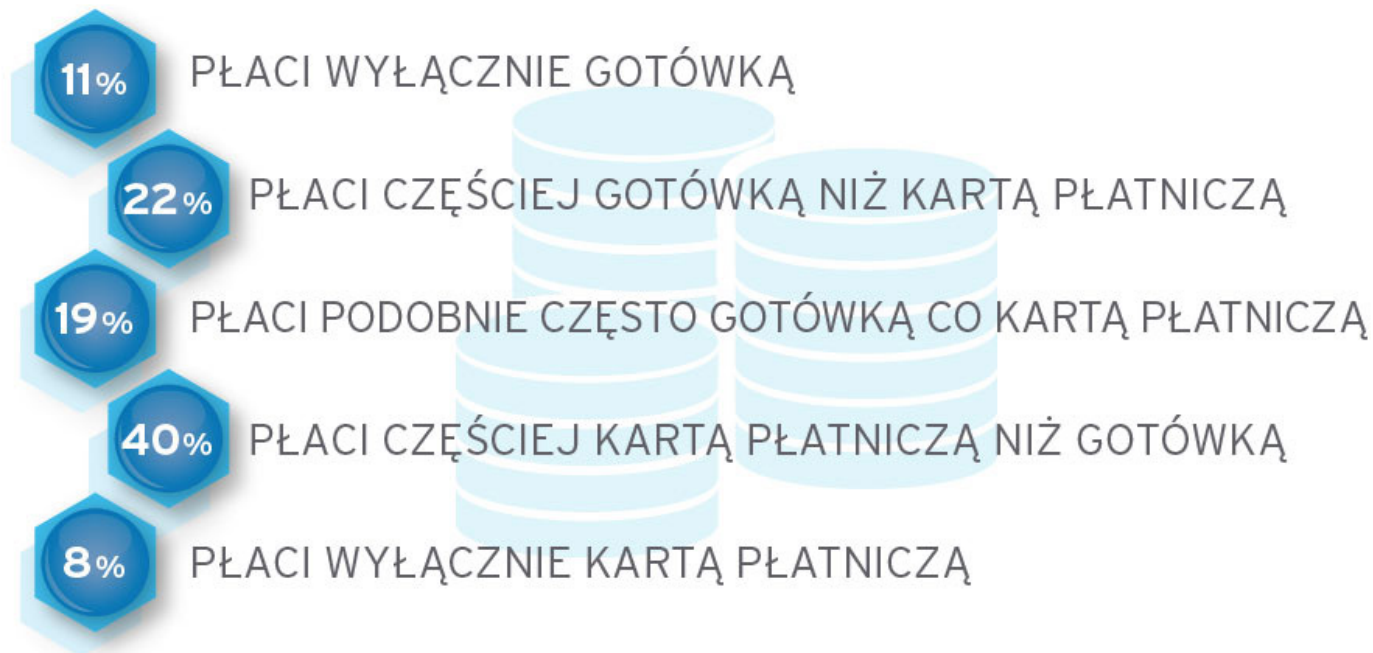 11% PŁACI WYŁĄCZNIE GOTÓWKĄ
22% PŁACI CZĘŚCIEJ GOTÓWKĄ NIŻ KARTĄ PŁATNICZĄ
19% PŁACI PODOBNIE CZĘSTO GOTÓWKĄ CO KARTĄ PŁATNICZĄ
40% PŁACI CZĘŚCIEJ KARTĄ PŁATNICZĄ NIŻ GOTÓWKĄ
8% PŁACI WYŁĄCZNIE KARTĄ PŁATNICZĄ